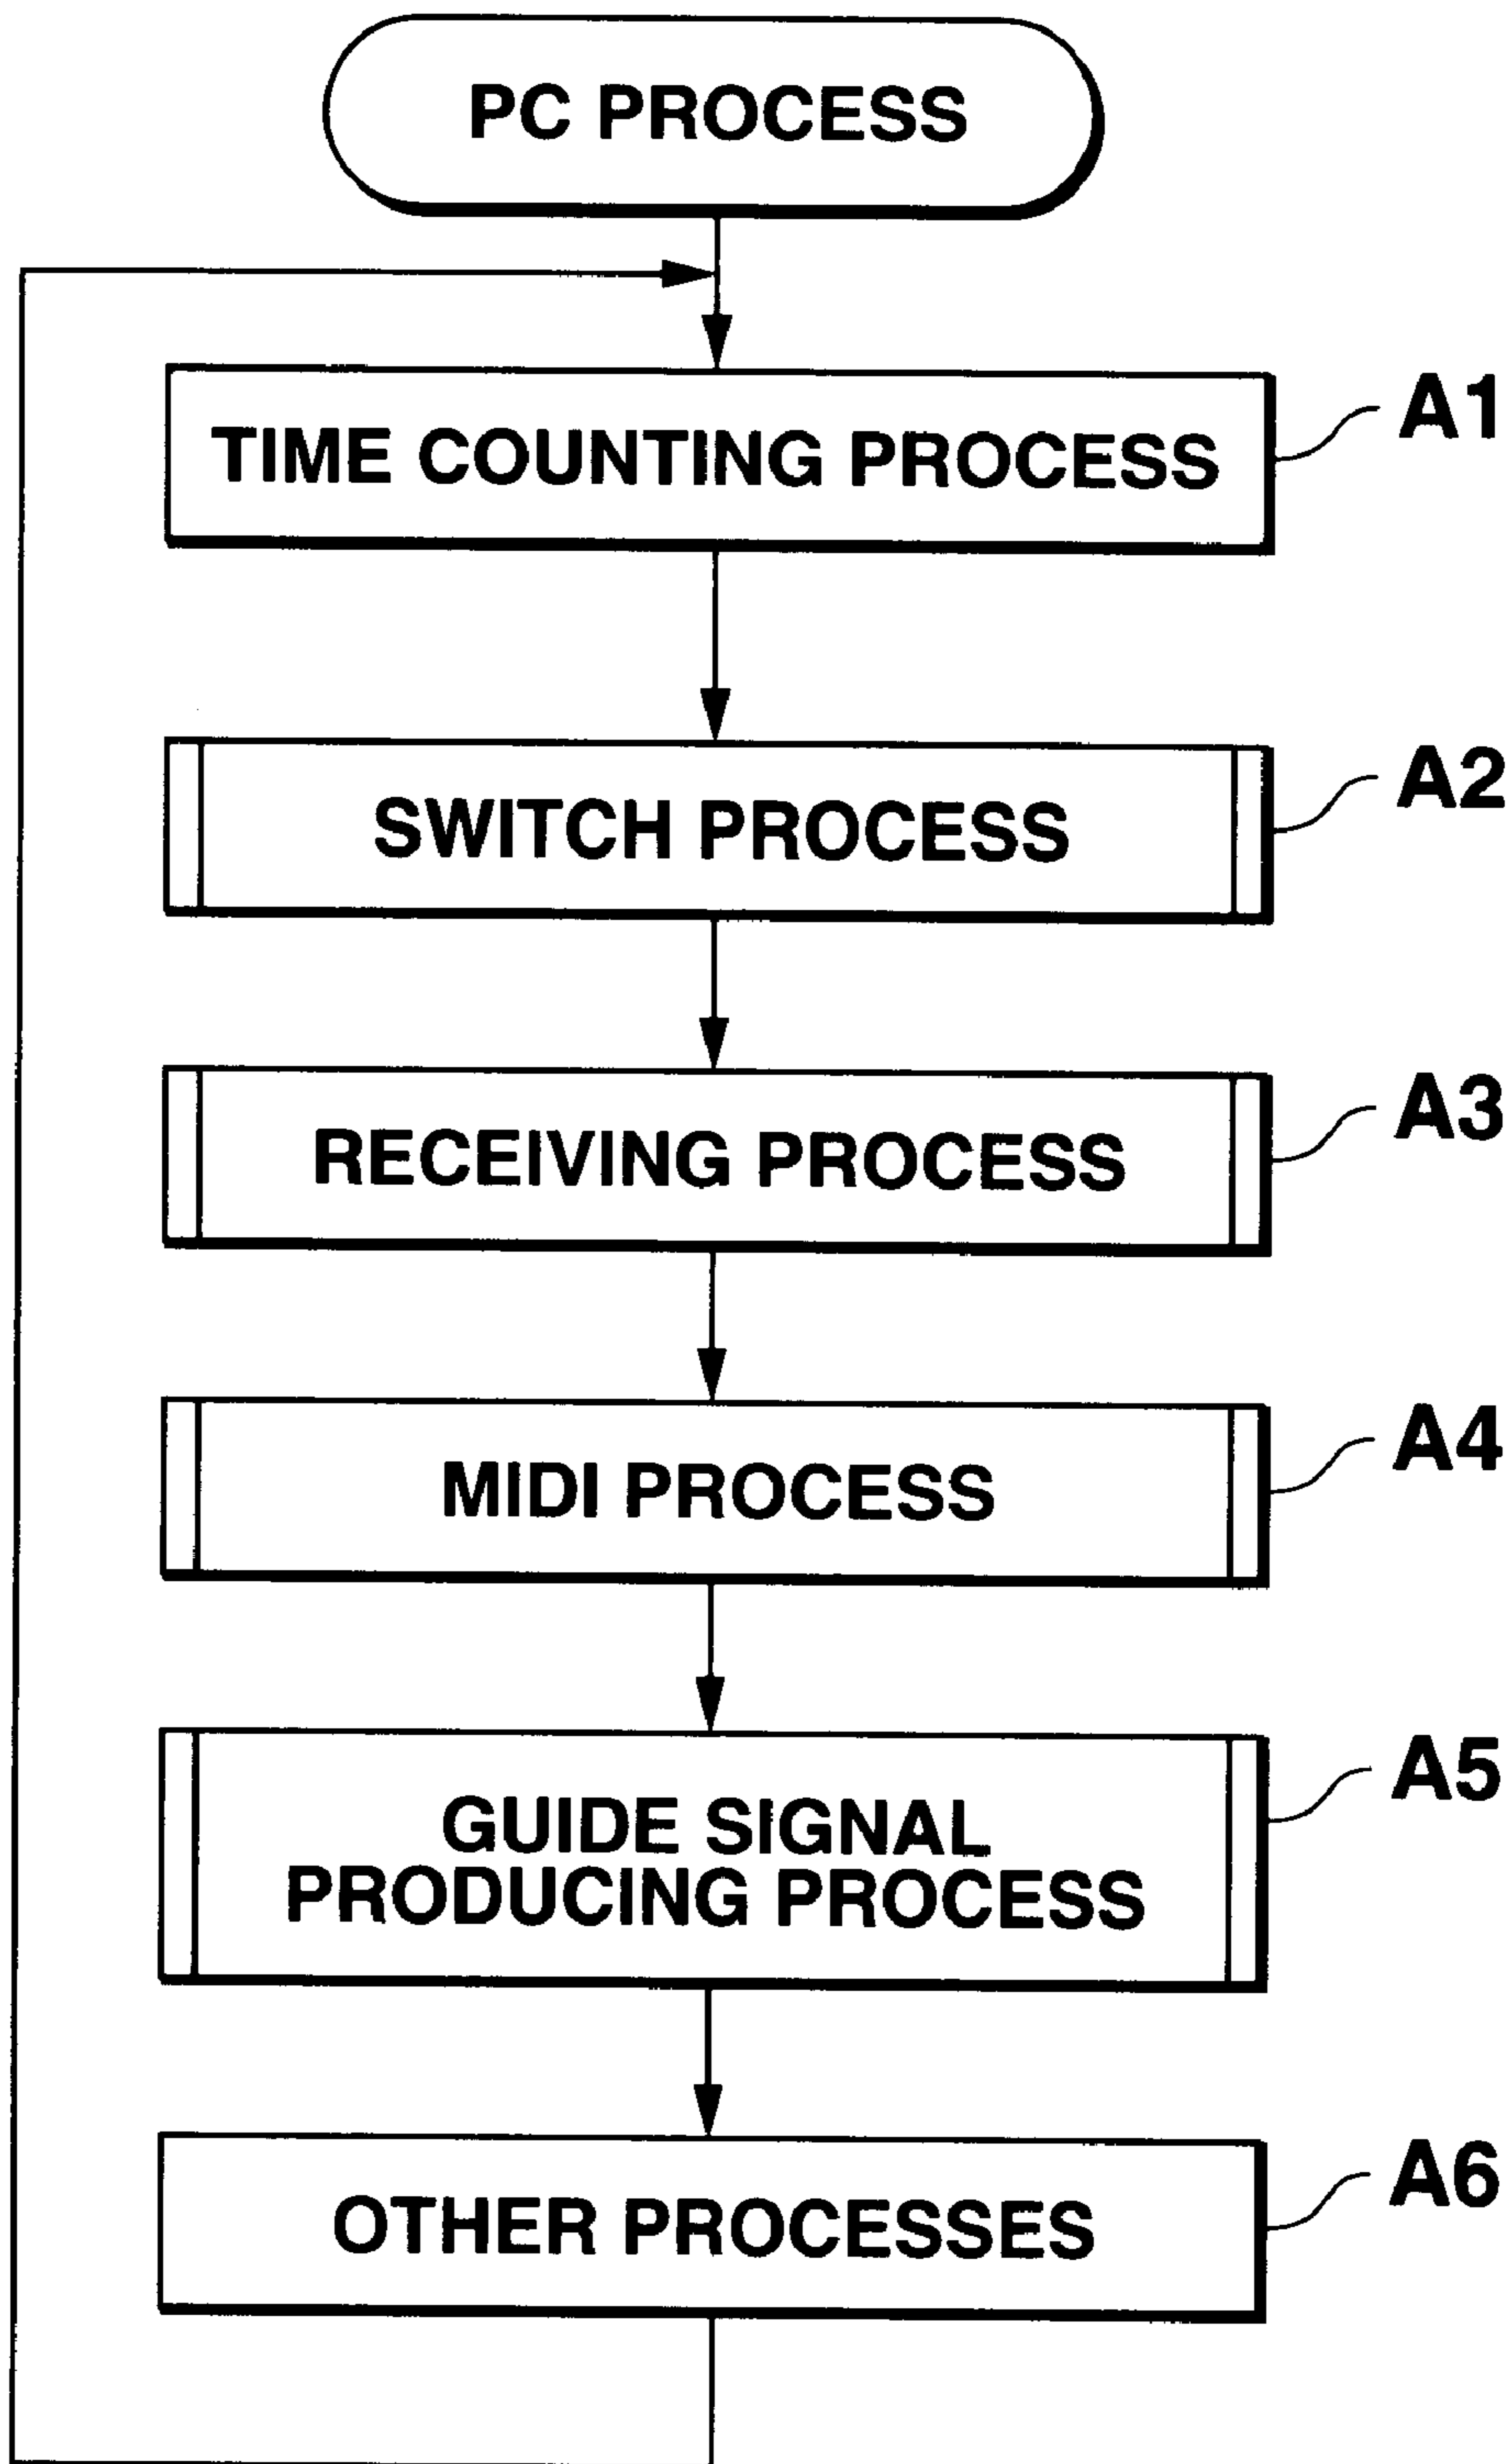 PC PROCESS
TIME COUNTING PROCESS
A1
SWITCH PROCESS
A2
RECEIVING PROCESS
A3
MIDI PROCESS
A4
GUIDE SIGNAL
PRODUCING PROCESS
A5
OTHER PROCESSES
A6